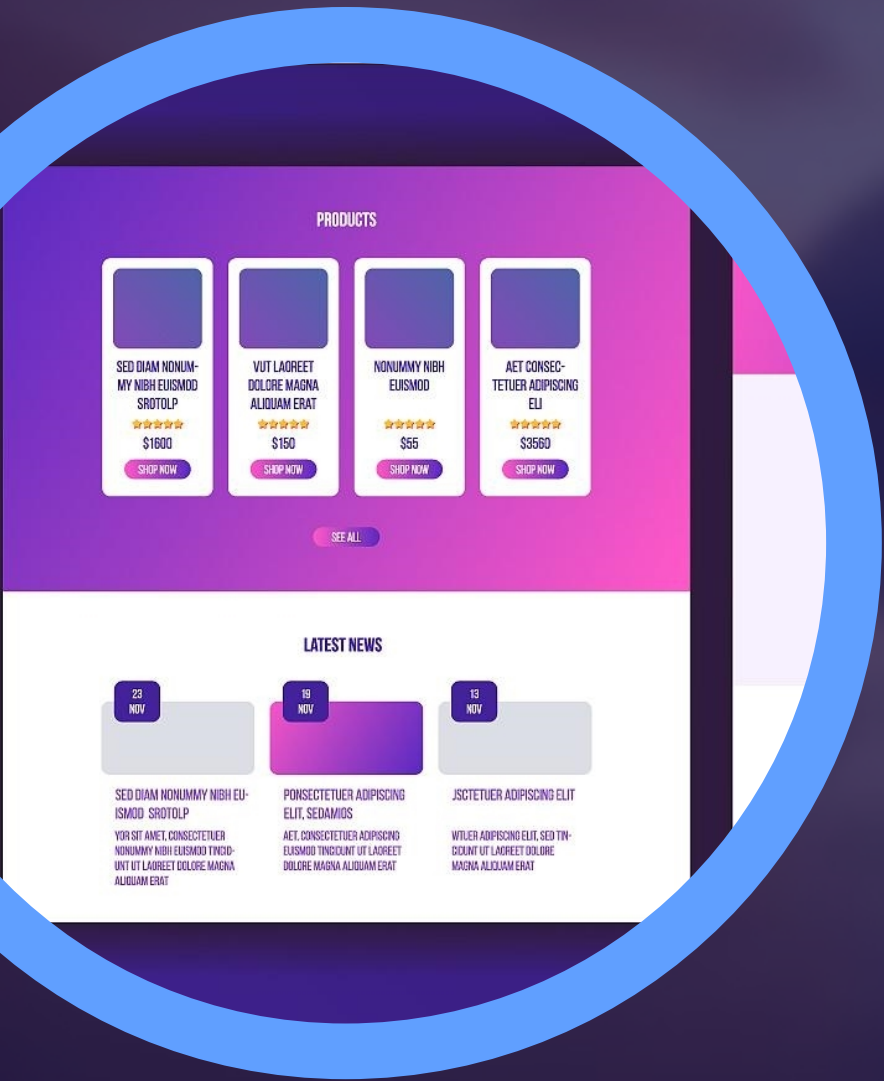 PRODUCTS
SED DIAM NONUM-
MY NIBH EUISMOD
SROTOLP
$1600
SHOP NOW
VUT LAOREET
DOLORE MAGNA
ALIQUAM ERAT
$150
SHOP NOW
NONUMMY NIBH
EUISMOD
$55
SHOP NOW
AET CONSEC-
TETUER ADIPISCING
ELI
$3560
SHOP NOW
SEE ALL
LATEST NEWS
23
NOV
SED DIAM NONUMMY NIBH EU-
ISMOD SROTOLP
YOR SIT AMET, CONSECTETUER
NONUMMY NIBH EUISMOD TINCID-
UNT UT LAOREET DOLORE MAGNA
ALIQUAM ERAT
19
NOV
PONSECTETUER ADIPISCING
ELIT, SEDAMIOS
AET, CONSECTETUER ADIPISCING
EUISMOD TINCIDUNT UT LAOREET
DOLORE MAGNA ALIQUAM ERAT
13
NOV
JSCTETUER ADIPISCING ELIT
WTUER ADIPISCING ELIT, SED TIN-
CIDUNT UT LAOREET DOLORE
MAGNA ALIQUAM ERAT